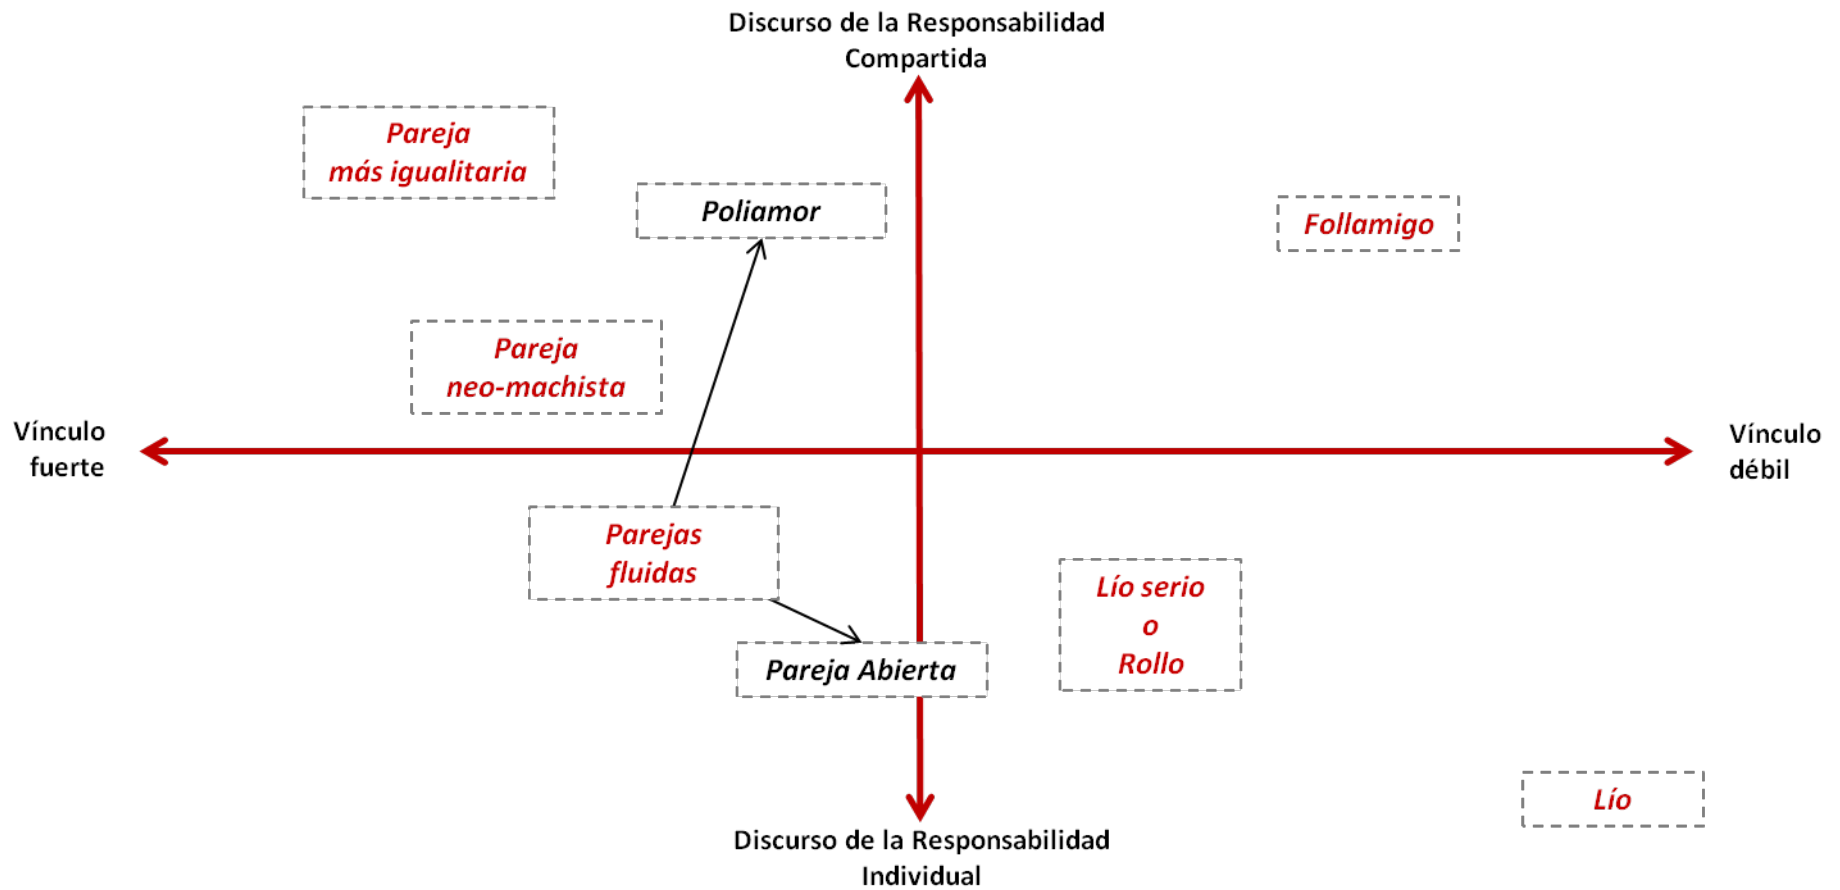 Discurso de la Responsabilidad
Compartida
Pareja
más igualitaria
Poliamor
Follamigo
Pareja
neo-machista
Vínculo
fuerte
Vínculo
débil
Parejas
fluidas
Lío serio
o
Rollo
Pareja Abierta
Lío
Discurso de la Responsabilidad
Individual